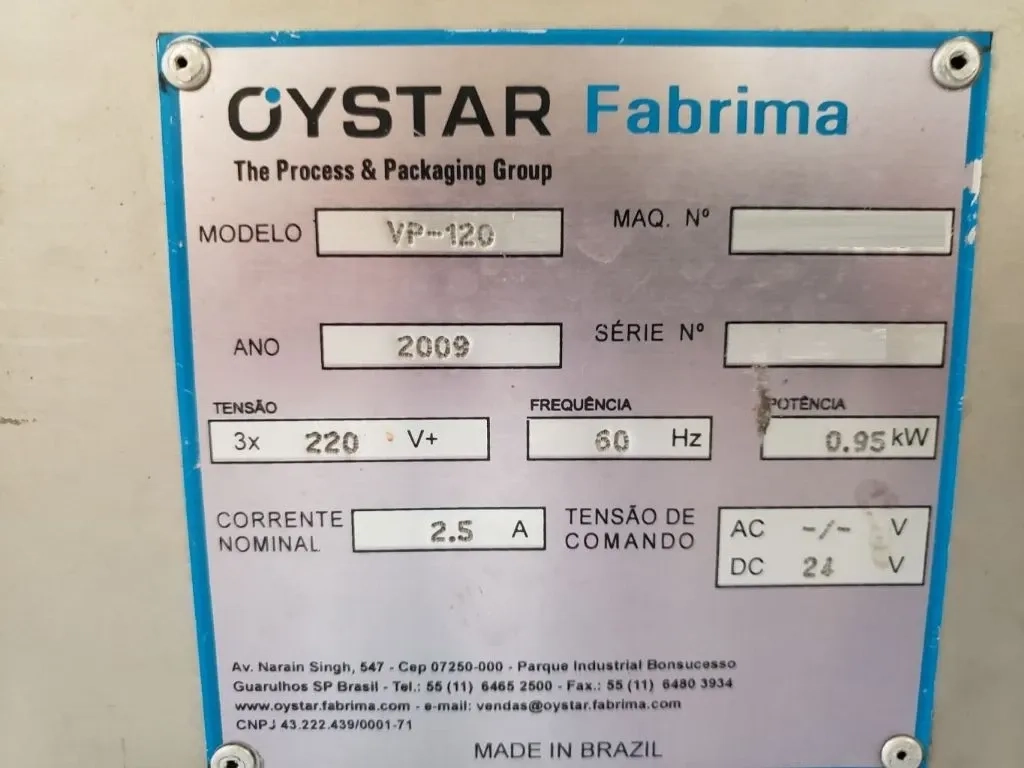 OYSTAR Fabrima
The Process & Packaging Group
MODELO VP-120 MAQ. Nº
ANO 2009 SÉRIE Nº
TENSÃO FREQUÊNCIA POTÊNCIA
3x 220 V+ 60 Hz 0.95 kW
CORRENTE NOMINAL 2.5 A
TENSÃO DE COMANDO
AC -/- V
DC 24 V
Av. Narain Singh, 547 - Cep 07250-000 - Parque Industrial Bonsucesso
Guarulhos SP Brasil - Tel.: 55 (11) 6465 2500 - Fax.: 55 (11) 6480 3934
www.oystar.fabrima.com - e-mail: vendas@oystar.fabrima.com
CNPJ 43.222.439/0001-71
MADE IN BRAZIL